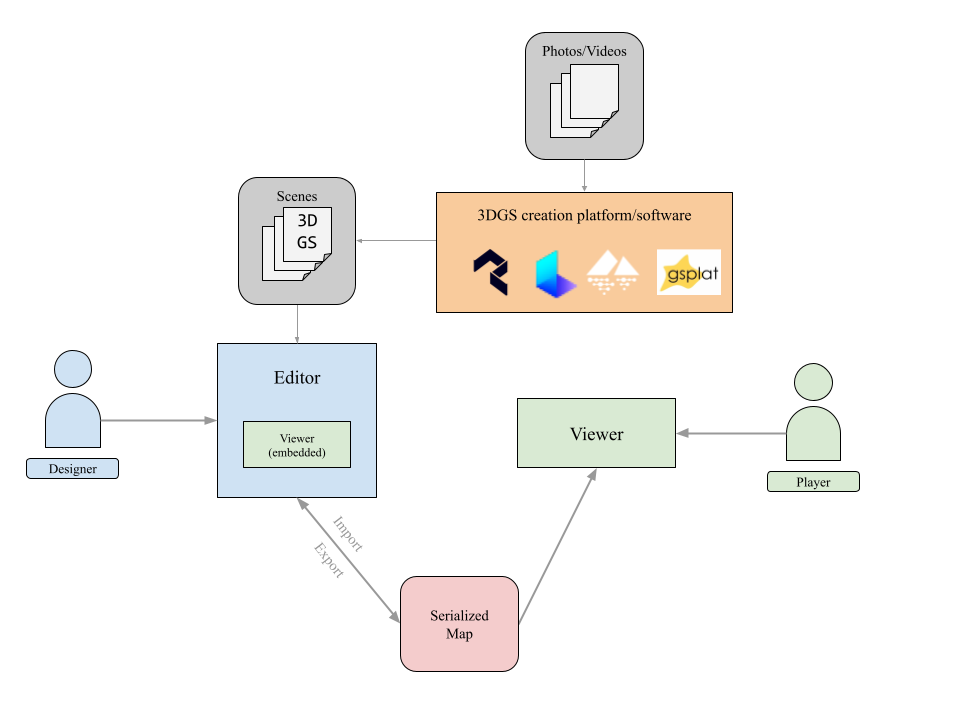 Photos/Videos
Scenes
3D
GS
3DGS creation platform/software
gsplat
Editor
Viewer
(embedded)
Designer
Viewer
Player
Import
Export
Serialized
Map